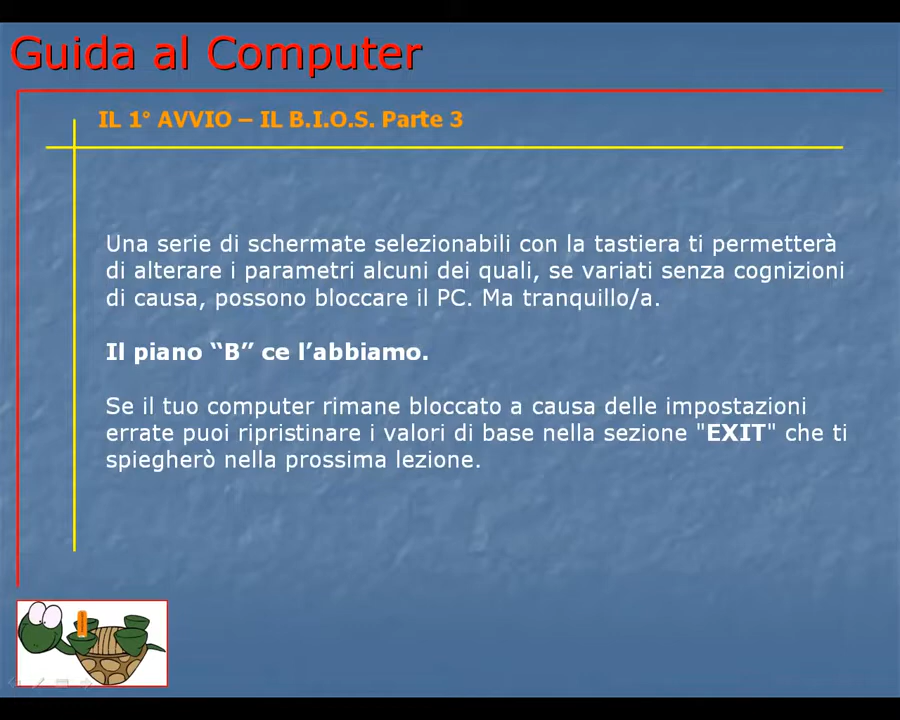 Guida al Computer
IL 1° AVVIO – IL B.I.O.S. Parte 3
Una serie di schermate selezionabili con la tastiera ti permetterà
di alterare i parametri alcuni dei quali, se variati senza cognizioni
di causa, possono bloccare il PC. Ma tranquillo/a.
Il piano “B” ce l’abbiamo.
Se il tuo computer rimane bloccato a causa delle impostazioni
errate puoi ripristinare i valori di base nella sezione "EXIT" che ti
spiegherò nella prossima lezione.